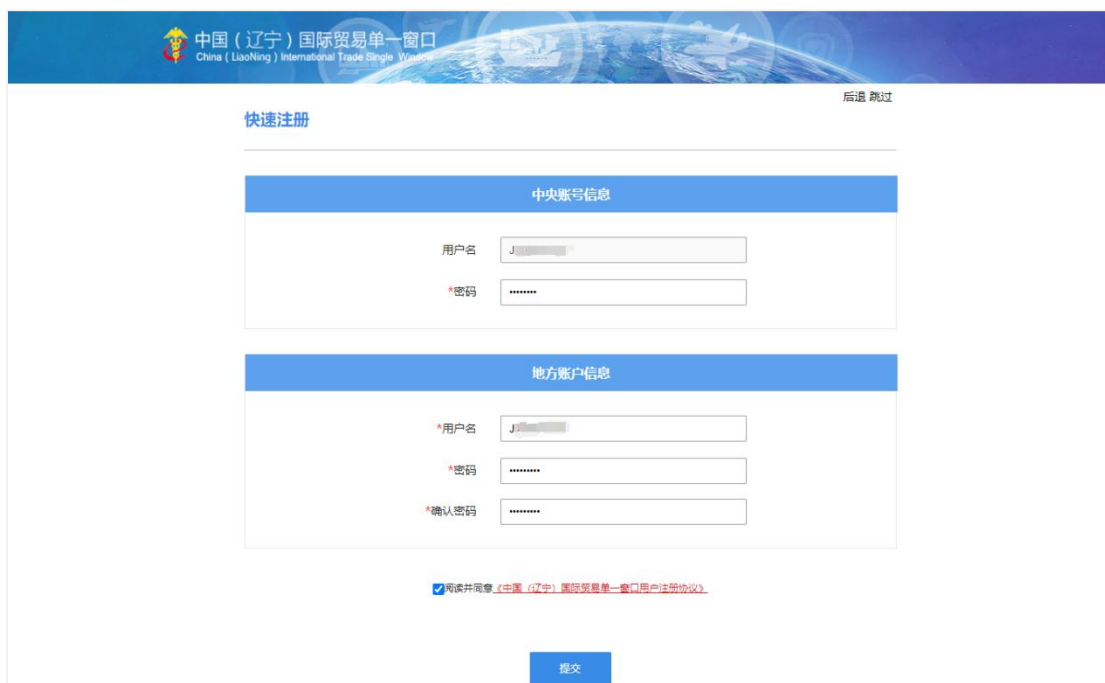 中国（辽宁）国际贸易单一窗口
China ( LiaoNing ) International Trade Single Window
后退 跳过
快速注册
中央账号信息
用户名 J
*密码 ••••••••
地方账户信息
*用户名 J
*密码 •••••••••
*确认密码 •••••••••
阅读并同意《中国（辽宁）国际贸易单一窗口用户注册协议》
提交